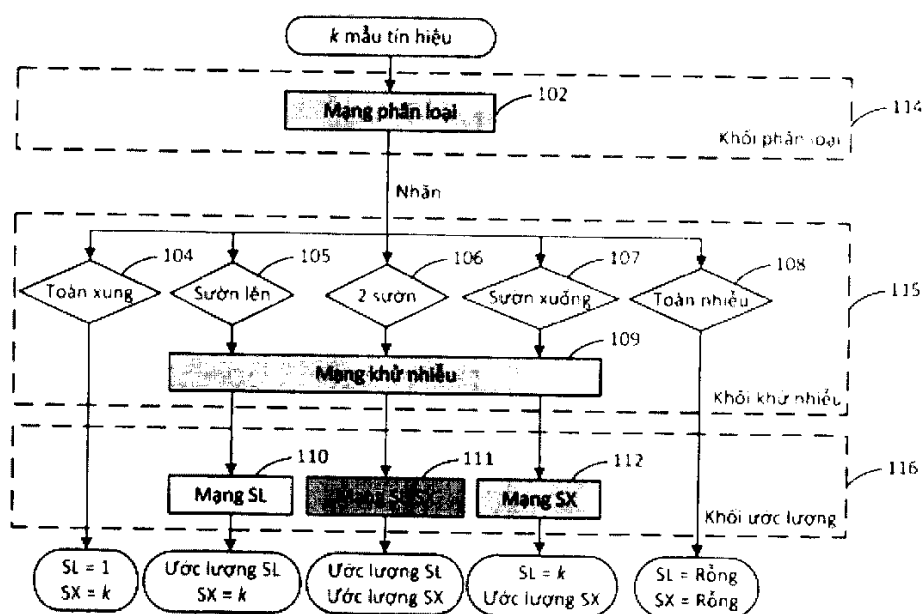 k mẫu tín hiệu
102
Mạng phân loại
114
Khối phân loại
Nhãn
104
105
106
107
108
Toàn xung
Sườn lên
2 sườn
Sườn xuống
Toàn nhiễu
115
109
Mạng khử nhiễu
Khối khử nhiễu
110
111
112
116
Mạng SL
Mạng SL/SX
Mạng SX
Khối ước lượng
SL = 1
SX = k
Ước lượng SL
SX = k
Ước lượng SL
Ước lượng SX
SL = k
Ước lượng SX
SL = Rỗng
SX = Rỗng